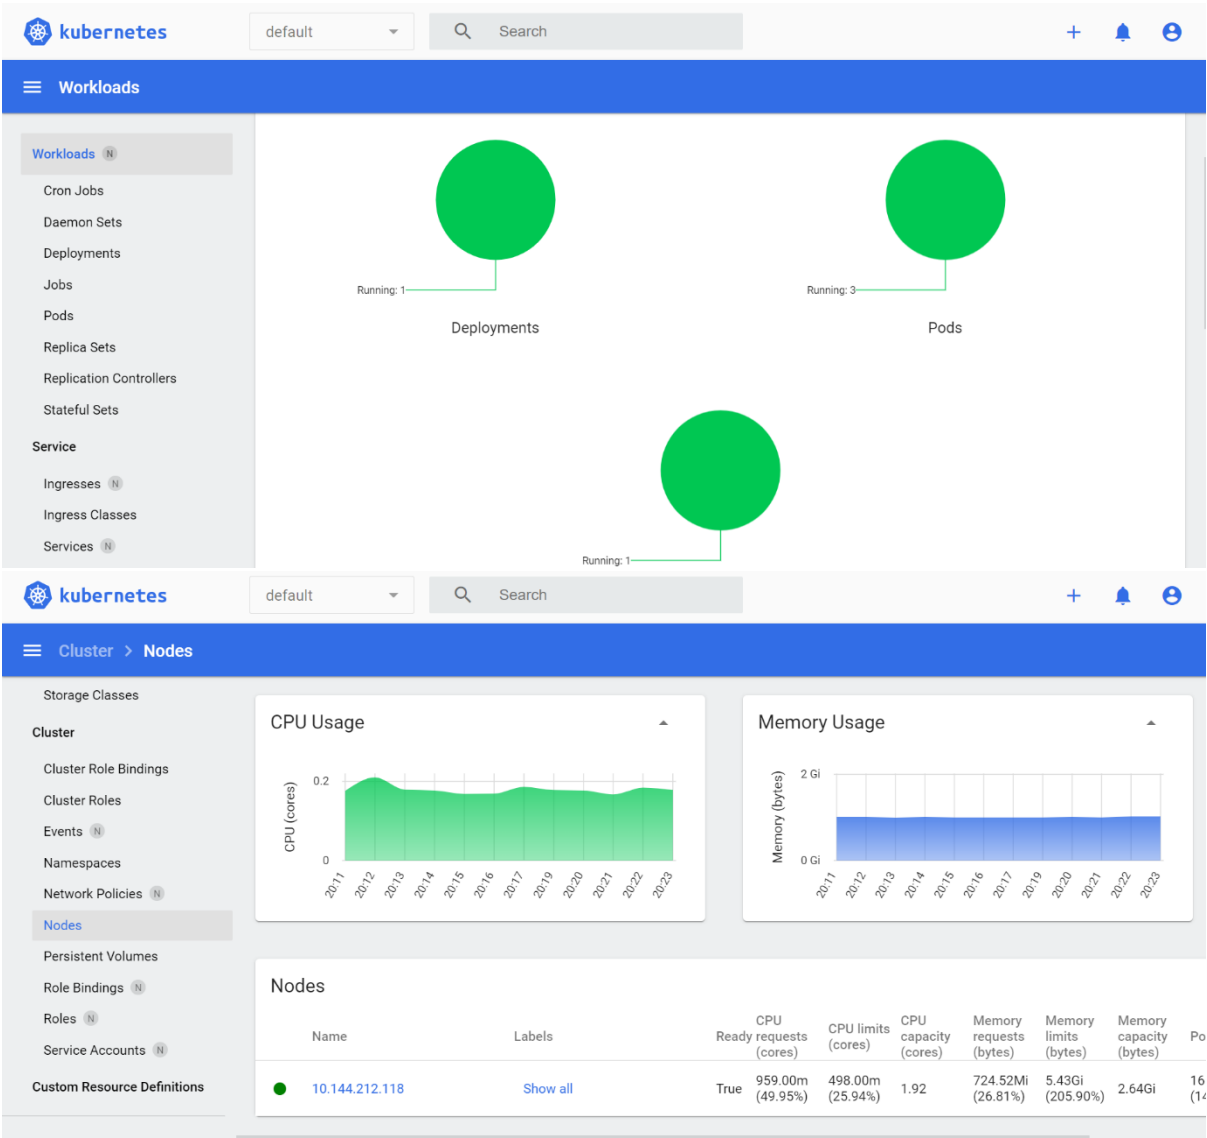 kubernetes
default
Search
Workloads
Workloads N
Cron Jobs
Daemon Sets
Deployments
Jobs
Pods
Replica Sets
Replication Controllers
Stateful Sets
Service
Ingresses N
Ingress Classes
Services N
Running: 1
Deployments
Running: 3
Pods
Running: 1
kubernetes
default
Search
Cluster > Nodes
Storage Classes
Cluster
Cluster Role Bindings
Cluster Roles
Events N
Namespaces
Network Policies N
Nodes
Persistent Volumes
Role Bindings N
Roles N
Service Accounts N
Custom Resource Definitions
CPU Usage
CPU (cores)
0.2
0
20:11 20:12 20:13 20:14 20:15 20:16 20:17 20:19 20:20 20:21 20:22 20:23
Memory Usage
Memory (bytes)
2 Gi
0 Gi
20:11 20:12 20:13 20:14 20:15 20:16 20:17 20:19 20:20 20:21 20:22 20:23
Nodes
Name
Labels
Ready
CPU
requests
(cores)
CPU limits
(cores)
CPU
capacity
(cores)
Memory
requests
(bytes)
Memory
limits
(bytes)
Memory
capacity
(bytes)
Po
10.144.212.118
Show all
True
959.00m
(49.95%)
498.00m
(25.94%)
1.92
724.52Mi
(26.81%)
5.43Gi
(205.90%)
2.64Gi
16
(14